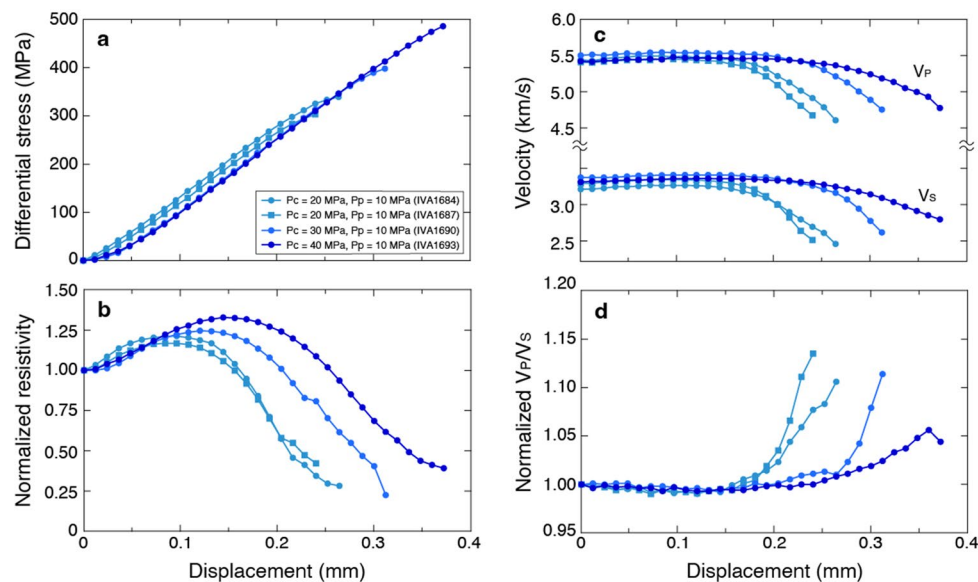 a
Differential stress (MPa)
500
400
300
200
100
0
Pc = 20 MPa, Pp = 10 MPa (IVA1684)
Pc = 20 MPa, Pp = 10 MPa (IVA1687)
Pc = 30 MPa, Pp = 10 MPa (IVA1690)
Pc = 40 MPa, Pp = 10 MPa (IVA1693)
b
Normalized resistivity
1.50
1.25
1.00
0.75
0.50
0.25
0 0.1 0.2 0.3 0.4
Displacement (mm)
c
Velocity (km/s)
6.0
5.5
5.0
4.5
3.0
2.5
VP
VS
d
Normalized VP/VS
1.20
1.15
1.10
1.05
1.00
0.95
0 0.1 0.2 0.3 0.4
Displacement (mm)